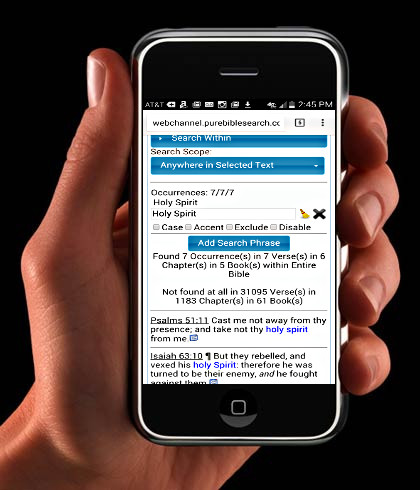 AT&T 2:45 PM
webchannel.purebiblesearch.cc
Search Within
Search Scope:
Anywhere in Selected Text
Occurrences: 7/7/7
Holy Spirit
Holy Spirit
Case Accent Exclude Disable
Add Search Phrase
Found 7 Occurrence(s) in 7 Verse(s) in 6
Chapter(s) in 5 Book(s) within Entire
Bible
Not found at all in 31095 Verse(s) in
1183 Chapter(s) in 61 Book(s)
Psalms 51:11 Cast me not away from thy
presence; and take not thy holy spirit
from me.
Isaiah 63:10 ¶ But they rebelled, and
vexed his holy Spirit: therefore he was
turned to be their enemy, and he fought
against them.